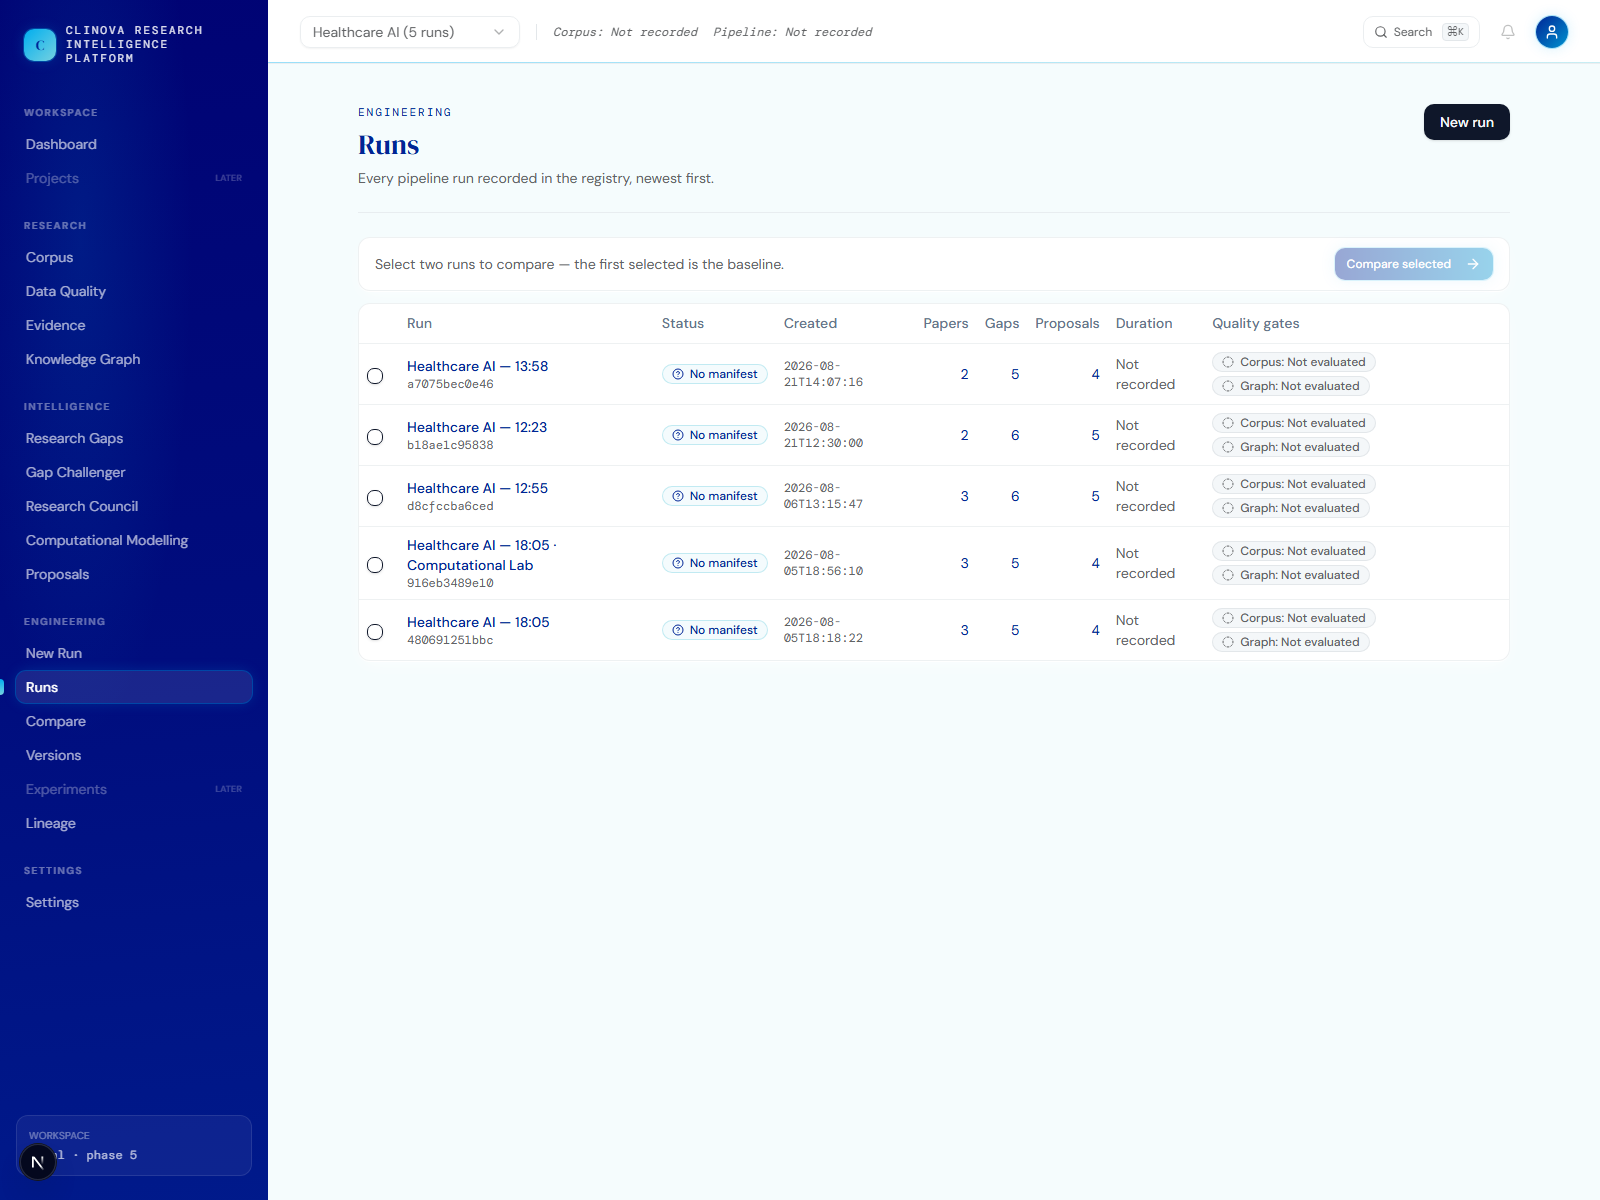 C
CLINOVA RESEARCH
INTELLIGENCE
PLATFORM
WORKSPACE
Dashboard
Projects LATER
RESEARCH
Corpus
Data Quality
Evidence
Knowledge Graph
INTELLIGENCE
Research Gaps
Gap Challenger
Research Council
Computational Modelling
Proposals
ENGINEERING
New Run
Runs
Compare
Versions
Experiments LATER
Lineage
SETTINGS
Settings
WORKSPACE
· phase 5
N
Healthcare AI (5 runs)
Corpus: Not recorded Pipeline: Not recorded
Search ⌘K
ENGINEERING
Runs
Every pipeline run recorded in the registry, newest first.
New run
Select two runs to compare — the first selected is the baseline.
Compare selected →
Run Status Created Papers Gaps Proposals Duration Quality gates
Healthcare AI — 13:58
a7075bec0e46
No manifest
2026-08-
21T14:07:16
2 5 4
Not
recorded
Corpus: Not evaluated
Graph: Not evaluated
Healthcare AI — 12:23
b18ae1c95838
No manifest
2026-08-
21T12:30:00
2 6 5
Not
recorded
Corpus: Not evaluated
Graph: Not evaluated
Healthcare AI — 12:55
d8cfccba6ced
No manifest
2026-08-
06T13:15:47
3 6 5
Not
recorded
Corpus: Not evaluated
Graph: Not evaluated
Healthcare AI — 18:05 ·
Computational Lab
916eb3489e10
No manifest
2026-08-
05T18:56:10
3 5 4
Not
recorded
Corpus: Not evaluated
Graph: Not evaluated
Healthcare AI — 18:05
480691251bbc
No manifest
2026-08-
05T18:18:22
3 5 4
Not
recorded
Corpus: Not evaluated
Graph: Not evaluated